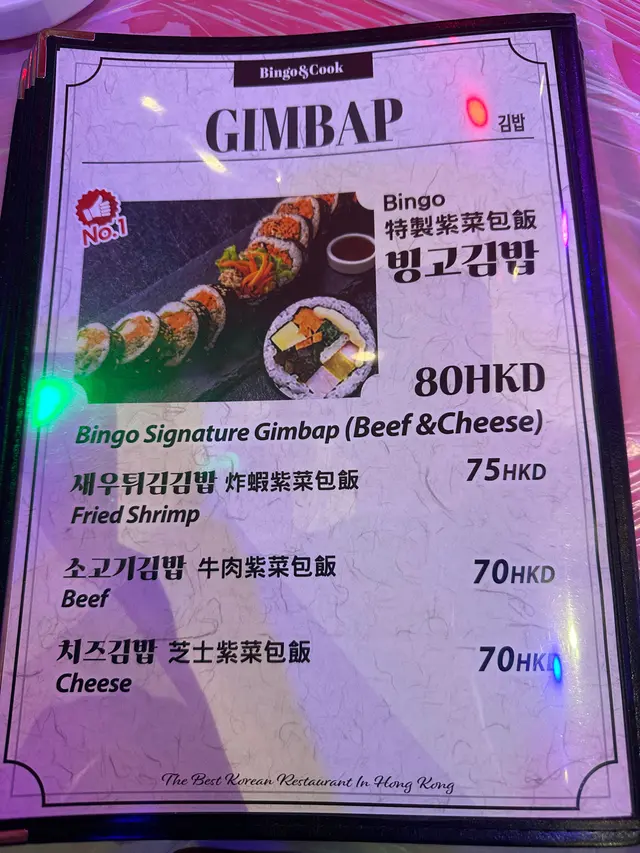 Bingo&Cook
GIMBAP 김밥
No.1
Bingo
特製紫菜包飯
빙고김밥
80HKD
Bingo Signature Gimbap (Beef &Cheese)
새우튀김김밥 炸蝦紫菜包飯 75HKD
Fried Shrimp
소고기김밥 牛肉紫菜包飯 70HKD
Beef
치즈김밥 芝士紫菜包飯 70HKD
Cheese
The Best Korean Restaurant In Hong Kong